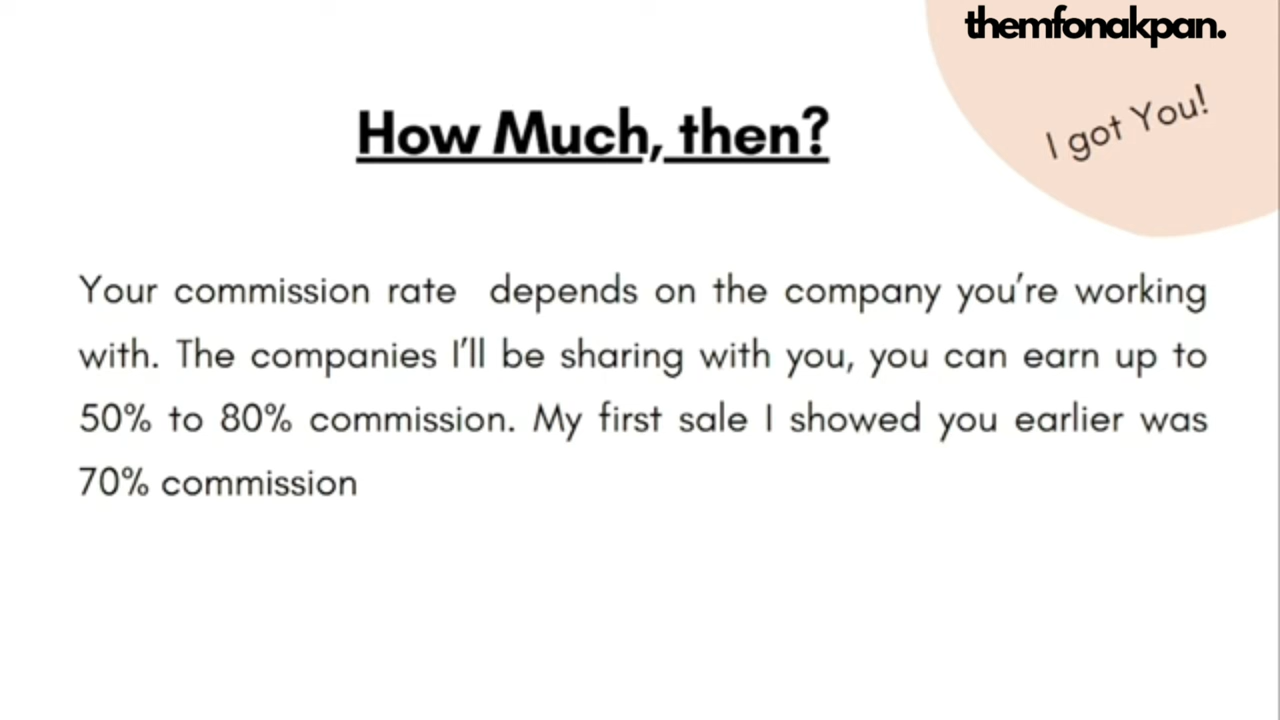 themfonakpan.
I got You!
How Much, then?
Your commission rate depends on the company you’re working
with. The companies I’ll be sharing with you, you can earn up to
50% to 80% commission. My first sale I showed you earlier was
70% commission